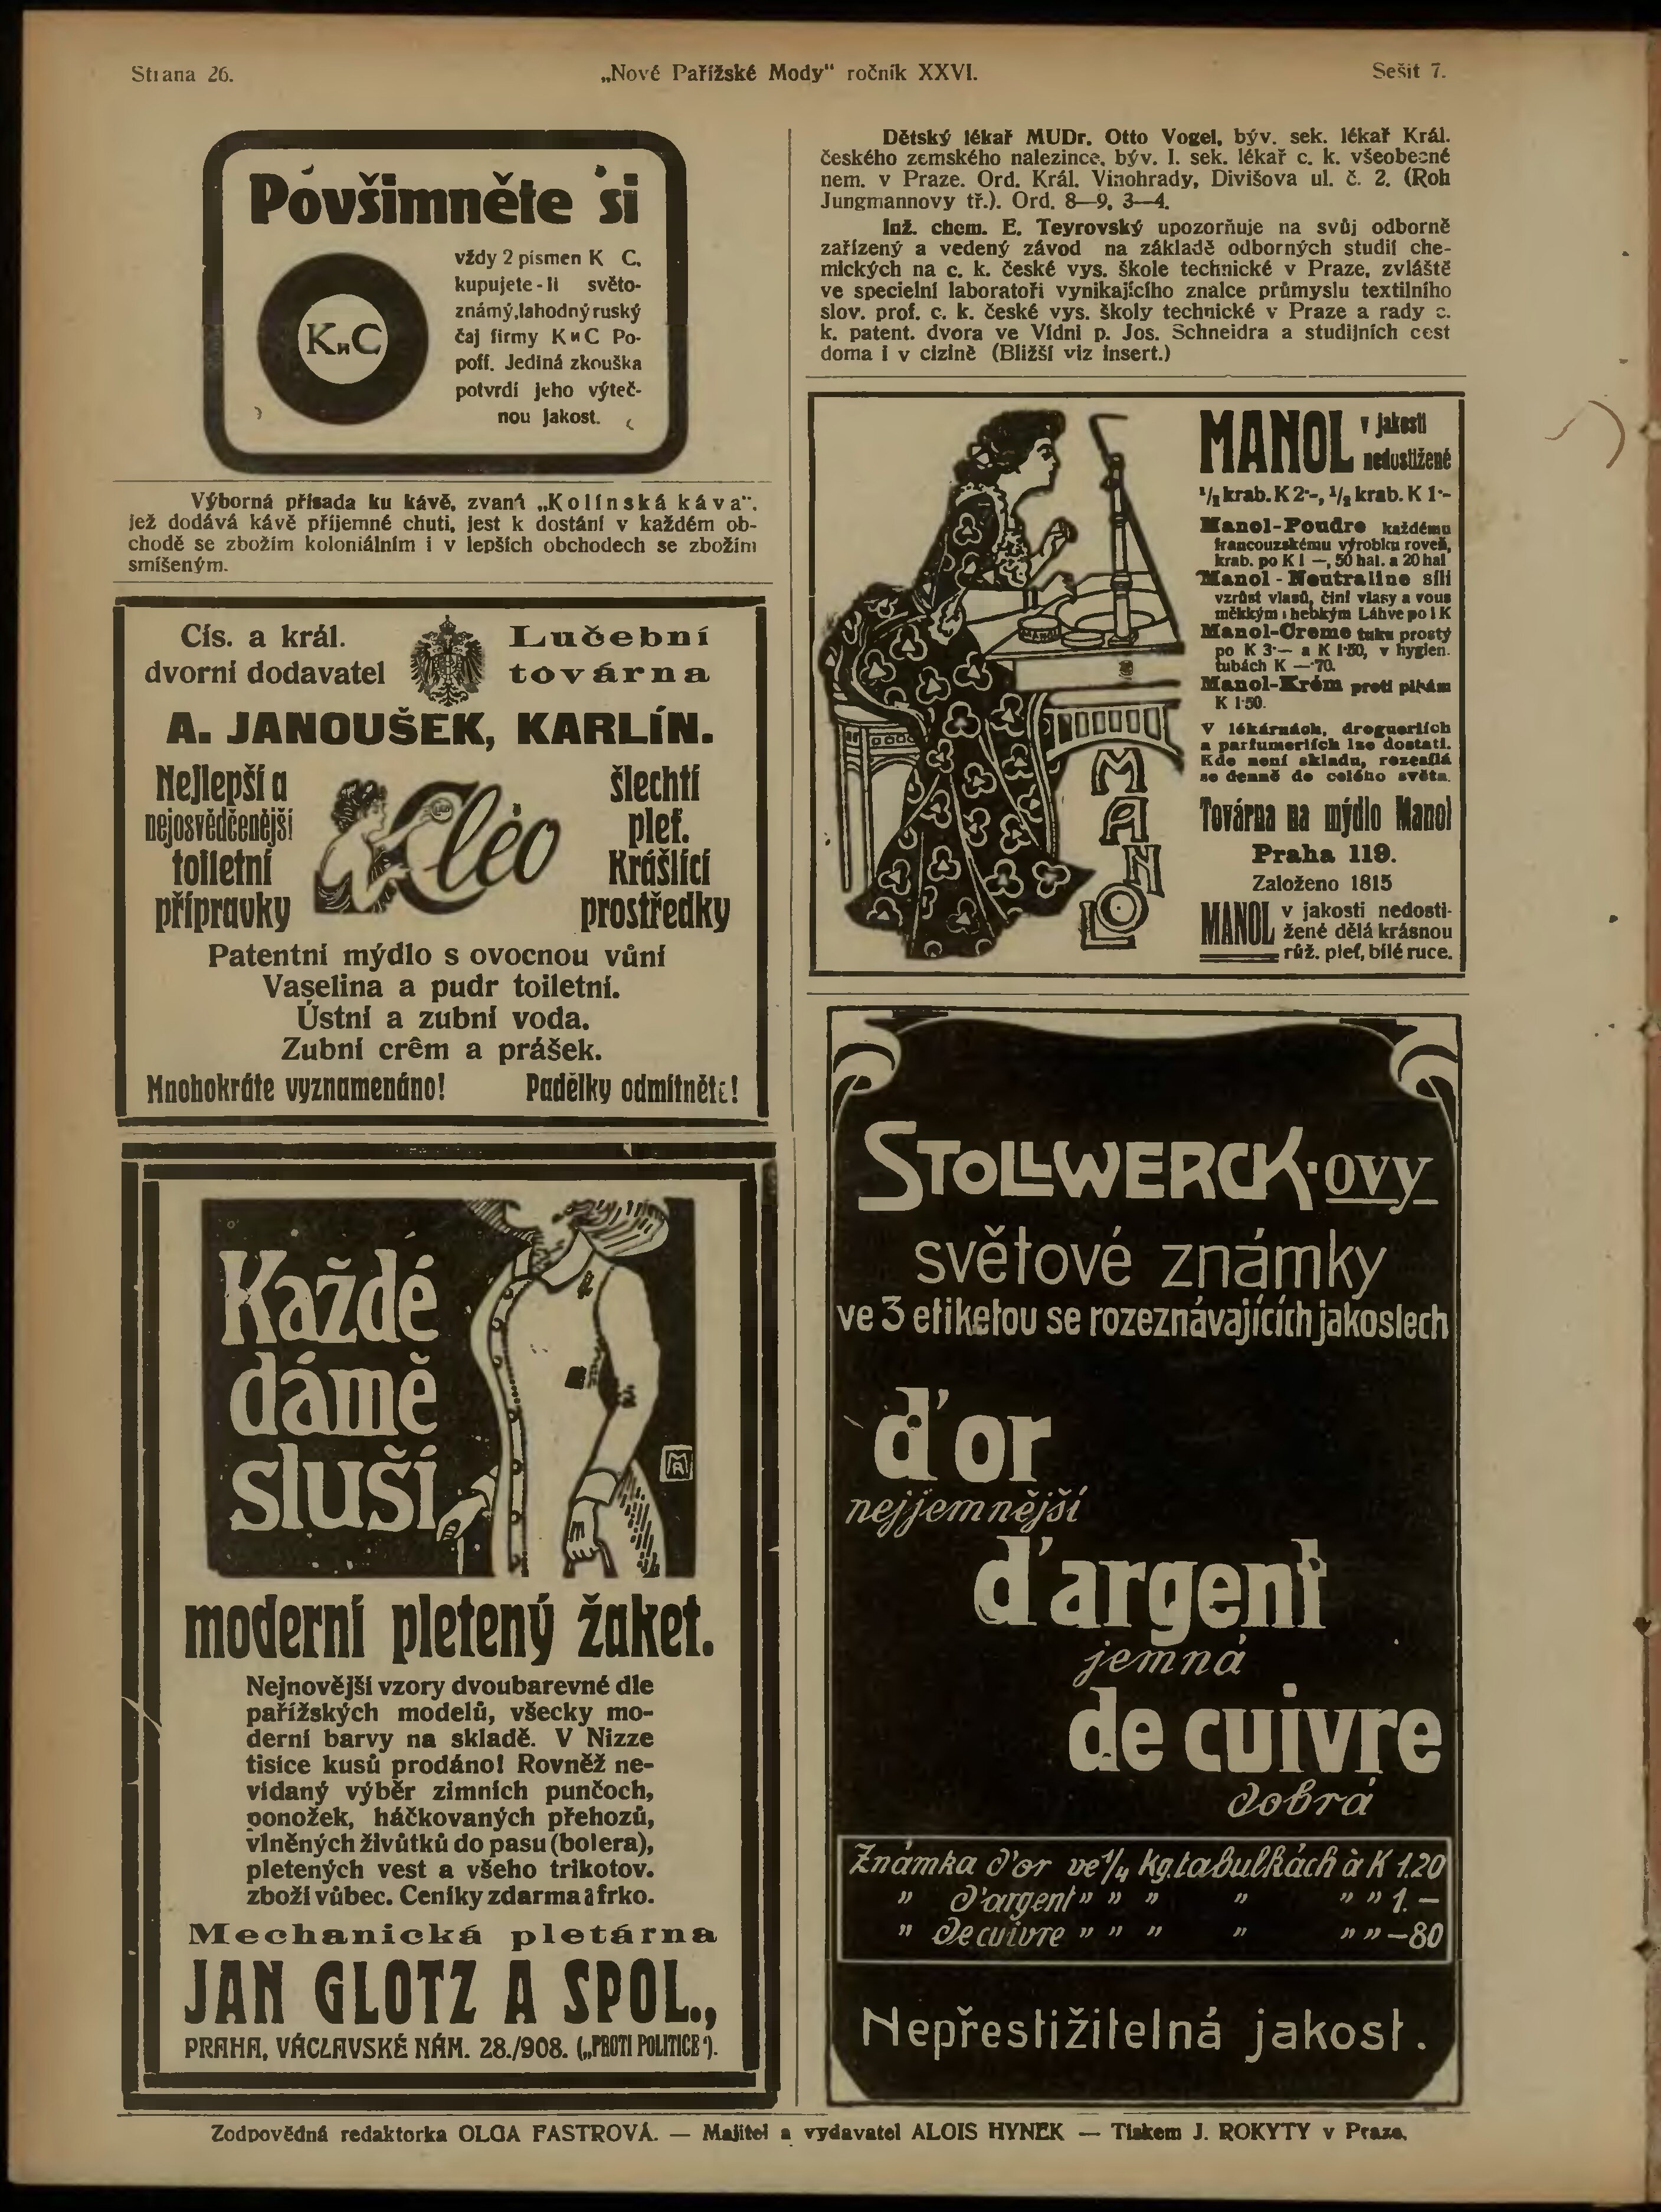 Strana 26.
„Nové Pařížské Mody“ ročník XXVI.
Sešit 7.
Povšimněte si
KиC
vždy 2 písmen K C,
kupujete-li světo-
známý, lahodný ruský
čaj firmy KиC Po-
poff. Jediná zkouška
potvrdí jeho výteč-
nou jakost.
Výborná přísada ku kávě, zvaná „Kolínská káva“,
jež dodává kávě příjemné chuti, jest k dostání v každém ob-
chodě se zbožím koloniálním i v lepších obchodech se zbožím
smíšeným.
Cís. a král.
dvorní dodavatel
Lučební
továrna
A. JANOUŠEK, KARLÍN.
Nejlepší a
nejosvědčenější
toiletní
přípravky
Cléo
šlechtí
pleť.
Krášlící
prostředky
Patentní mýdlo s ovocnou vůní
Vaselina a pudr toiletní.
Ústní a zubní voda.
Zubní crêm a prášek.
Mnohokráte vyznamenáno! Padělky odmítněte!
Každé
dámě
sluší
moderní pletený žaket.
Nejnovější vzory dvoubarevné dle
pařížských modelů, všecky mo-
derní barvy na skladě. V Nizze
tisíce kusů prodáno! Rovněž ne-
vídaný výběr zimních punčoch,
ponožek, háčkovaných přehozů,
vlněných živůtků do pasu (bolera),
pletených vest a všeho trikotov.
zboží vůbec. Ceníky zdarma a frko.
Mechanická pletárna
JAN GLOTZ A SPOL.,
PRAHA, VÁCLAVSKÉ NÁM. 28./908. („PROTI POLITICE“).
Dětský lékař MUDr. Otto Vogel, býv. sek. lékař Král.
českého zemského nalezince, býv. I. sek. lékař c. k. všeobecné
nem. v Praze. Ord. Král. Vinohrady, Divišova ul. č. 2. (Roh
Jungmannovy tř.). Ord. 8—9, 3—4.
Inž. chem. E. Teyrovský upozorňuje na svůj odborně
zařízený a vedený závod na základě odborných studií che-
mických na c. k. české vys. škole technické v Praze, zvláště
ve specielní laboratoři vynikajícího znalce průmyslu textilního
slov. prof. c. k. české vys. školy technické v Praze a rady c.
k. patent. dvora ve Vídni p. Jos. Schneidra a studijních cest
doma i v cizině (Bližší viz insert.)
MANOL
MANOL v jakosti
nedostižené
krab. K 2·-, 1/2 krab. K 1·-
Manol-Poudre každému
francouzskému výrobku roveň,
krab. po K 1 —, 50 hal. a 20 hal
Manol-Neutraline sílí
vzrůst vlasů, činí vlasy a vous
měkkým i hebkým Láhve po 1 K
Manol-Creme tuku prostý
po K 3·— a K 1·50, v hygien.
tubách K —·70.
Manol-Krém proti pihám
K 1·50.
V lékárnách, drogueriích
a parfumeriích lze dostati.
Kde není skladu, rozesílá
se denně do celého světa.
Továrna na mýdlo Manol
Praha 119.
Založeno 1815
MANOL v jakosti nedosti-
žené dělá krásnou
růž. pleť, bílé ruce.
STOLLWERCK·ovy
světové známky
ve 3 etiketou se rozeznávajících jakostech
d'or
nejjemnější
d'argent
jemná
de cuivre
dobrá
Známka d'or ve 1/4 kg. tabulkách à K 1.20
„ d'argent „ „ „ „ „ „ 1.—
„ de cuivre „ „ „ „ „ „ —80
Nepřestižitelná jakost.
Zodpovědná redaktorka OLGA FASTROVÁ. — Majitel a vydavatel ALOIS HYNEK — Tiskem J. ROKYTY v Praze.